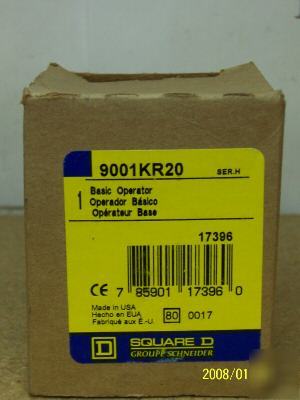 9001KR20 SER.H
1 Basic Operator
Operador Básico
Opérateur Base
17396
CE 7 85901 17396 0
Made in USA
Hecho en EUA
Fabriqué aux É.-U.
80 0017
D SQUARE D
GROUPE SCHNEIDER
2008/01